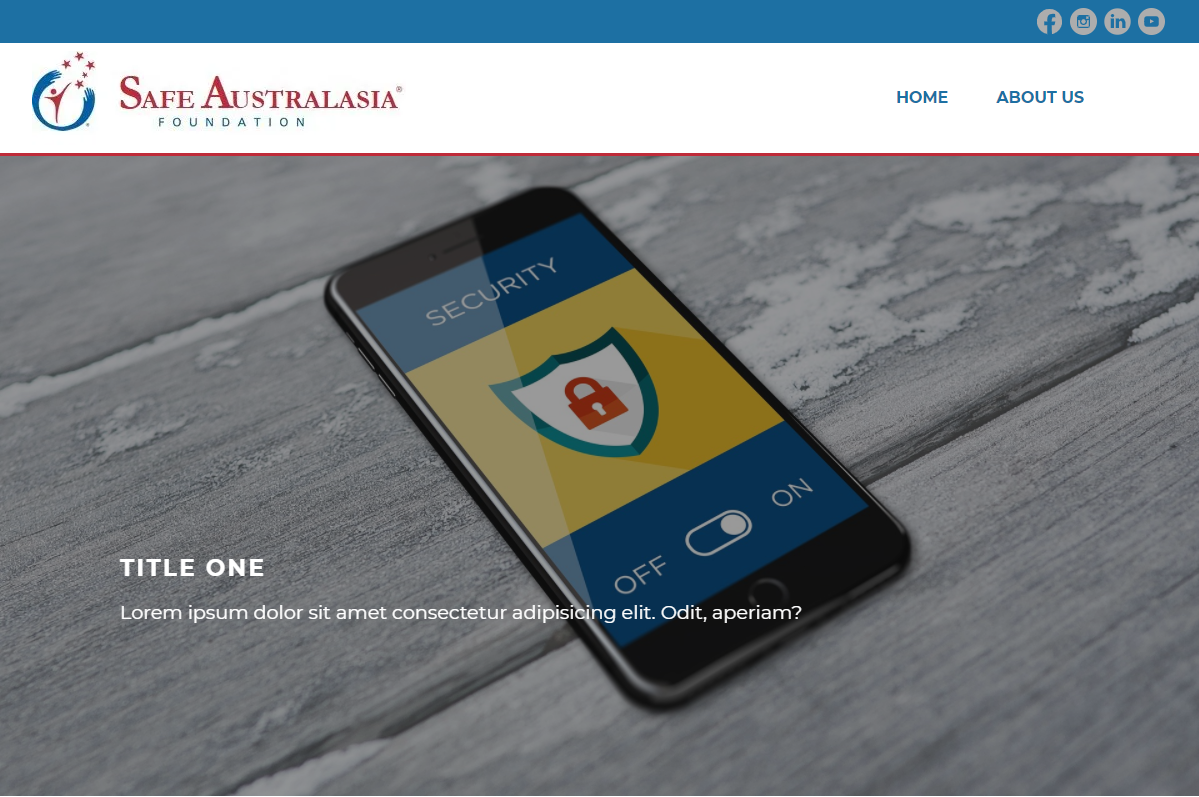 SAFE AUSTRALASIA®
FOUNDATION
HOME ABOUT US
SECURITY
OFF ON
TITLE ONE
Lorem ipsum dolor sit amet consectetur adipisicing elit. Odit, aperiam?